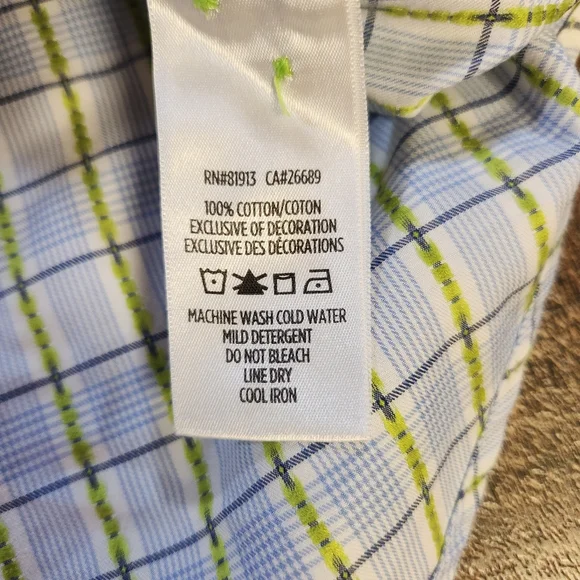 RN#81913 CA#26689
100% COTTON/COTON
EXCLUSIVE OF DECORATION
EXCLUSIVE DES DÉCORATIONS
MACHINE WASH COLD WATER
MILD DETERGENT
DO NOT BLEACH
LINE DRY
COOL IRON